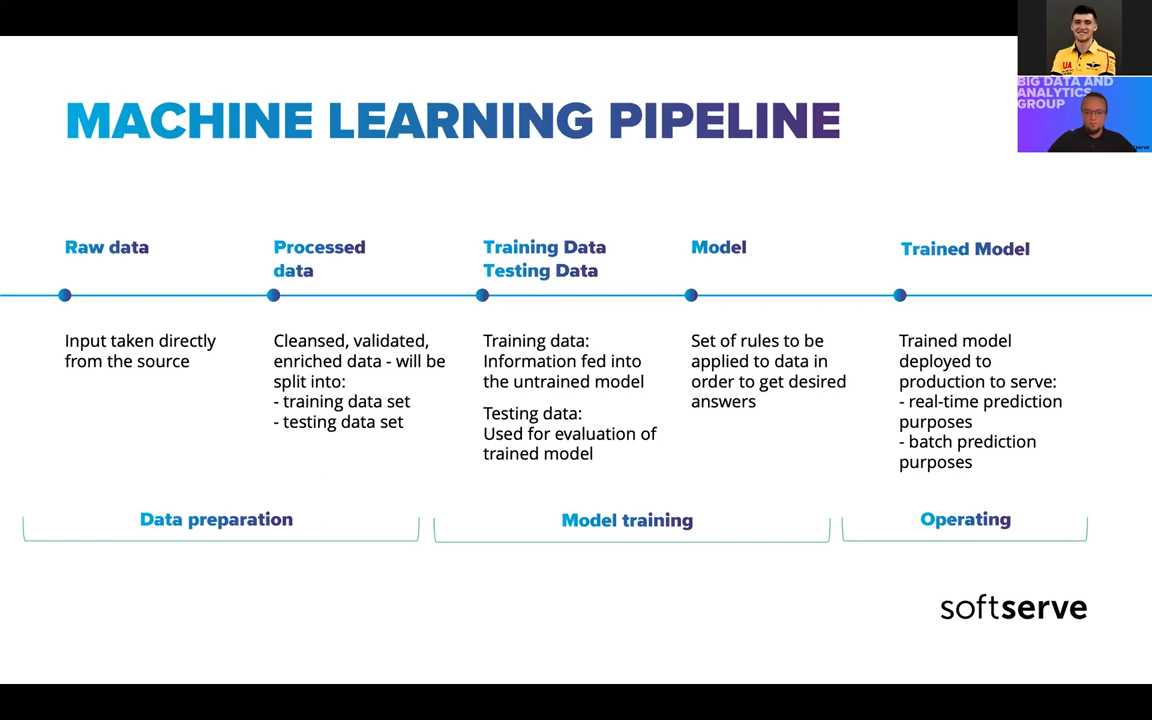 MACHINE LEARNING PIPELINE
UA
BIG DATA AND
ANALYTICS
GROUP
Raw data
Input taken directly
from the source
Processed
data
Cleansed, validated,
enriched data - will be
split into:
- training data set
- testing data set
Training Data
Testing Data
Training data:
Information fed into
the untrained model
Testing data:
Used for evaluation of
trained model
Model
Set of rules to be
applied to data in
order to get desired
answers
Trained Model
Trained model
deployed to
production to serve:
- real-time prediction
purposes
- batch prediction
purposes
Data preparation
Model training
Operating
softserve